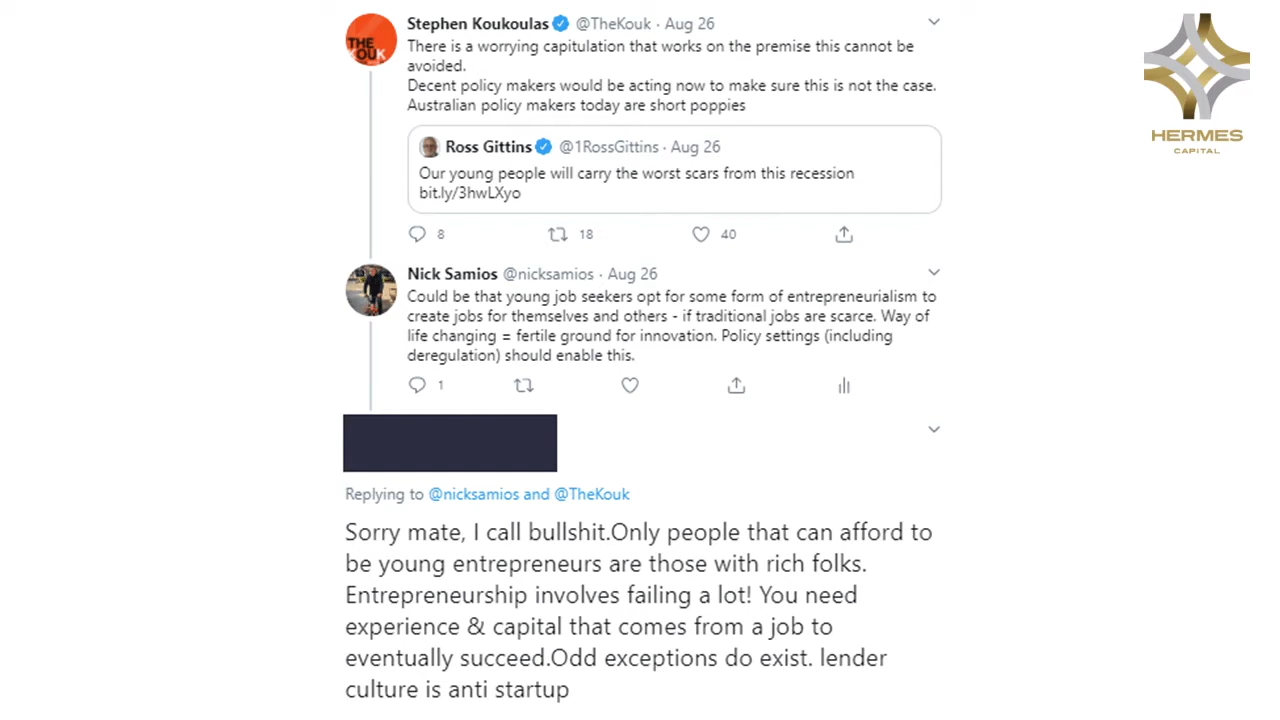 Stephen Koukoulas @TheKouk · Aug 26
There is a worrying capitulation that works on the premise this cannot be
avoided.
Decent policy makers would be acting now to make sure this is not the case.
Australian policy makers today are short poppies
Ross Gittins @1RossGittins · Aug 26
Our young people will carry the worst scars from this recession
bit.ly/3hwLXyo
8 18 40
Nick Samios @nicksamios · Aug 26
Could be that young job seekers opt for some form of entrepreneurialism to
create jobs for themselves and others - if traditional jobs are scarce. Way of
life changing = fertile ground for innovation. Policy settings (including
deregulation) should enable this.
1
Replying to @nicksamios and @TheKouk
Sorry mate, I call bullshit.Only people that can afford to
be young entrepreneurs are those with rich folks.
Entrepreneurship involves failing a lot! You need
experience & capital that comes from a job to
eventually succeed.Odd exceptions do exist. lender
culture is anti startup
THE
KOUK
HERMES
CAPITAL